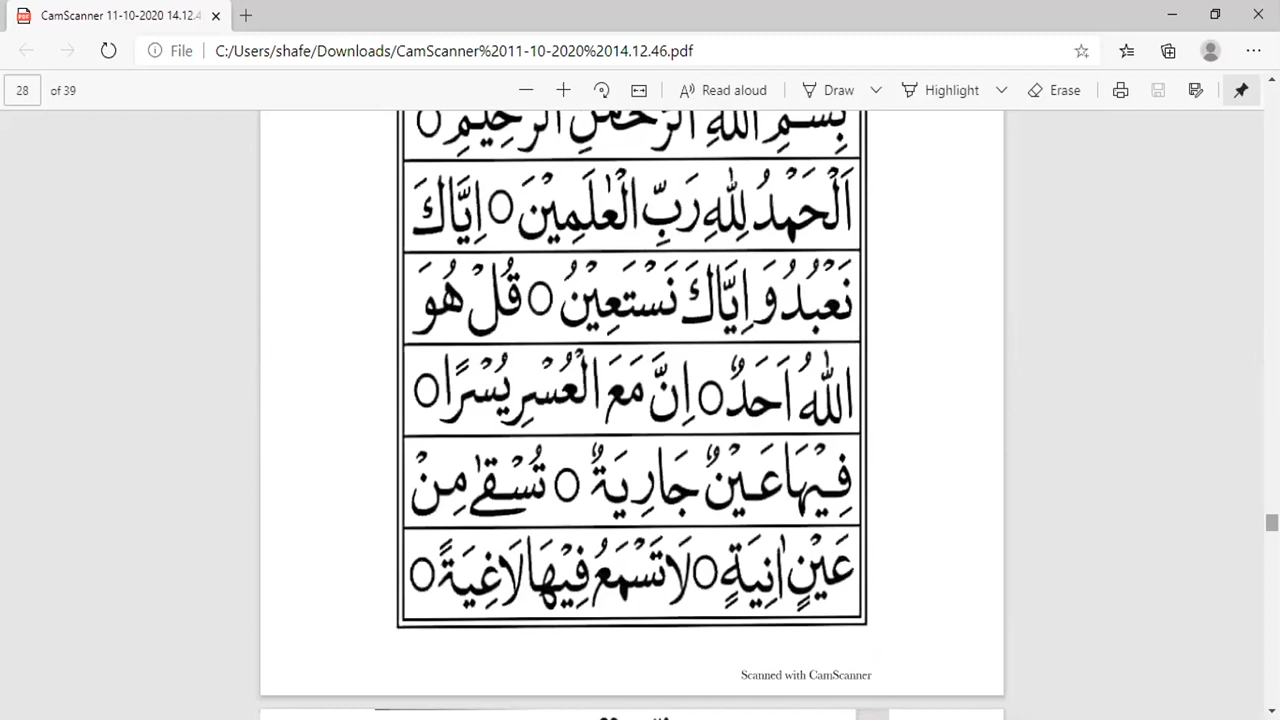 CamScanner 11-10-2020 14.12.4
File C:/Users/shafe/Downloads/CamScanner%2011-10-2020%2014.12.46.pdf
28 of 39 Read aloud Draw Highlight Erase
بِسْمِ اللّٰهِ الرَّحْمٰنِ الرَّحِيْمِ ○
اَلْحَمْدُ لِلّٰهِ رَبِّ الْعٰلَمِيْنَ ○ اِيَّاكَ
نَعْبُدُ وَ اِيَّاكَ نَسْتَعِيْنُ ○ قُلْ هُوَ
اللّٰهُ اَحَدٌ ○ اِنَّ مَعَ الْعُسْرِ يُسْرًا ○
فِيْهَا عَيْنٌ جَارِيَةٌ ○ تُسْقٰى مِنْ
عَيْنٍ اٰنِيَةٍ ○ لَا تَسْمَعُ فِيْهَا لَاغِيَةً ○
Scanned with CamScanner